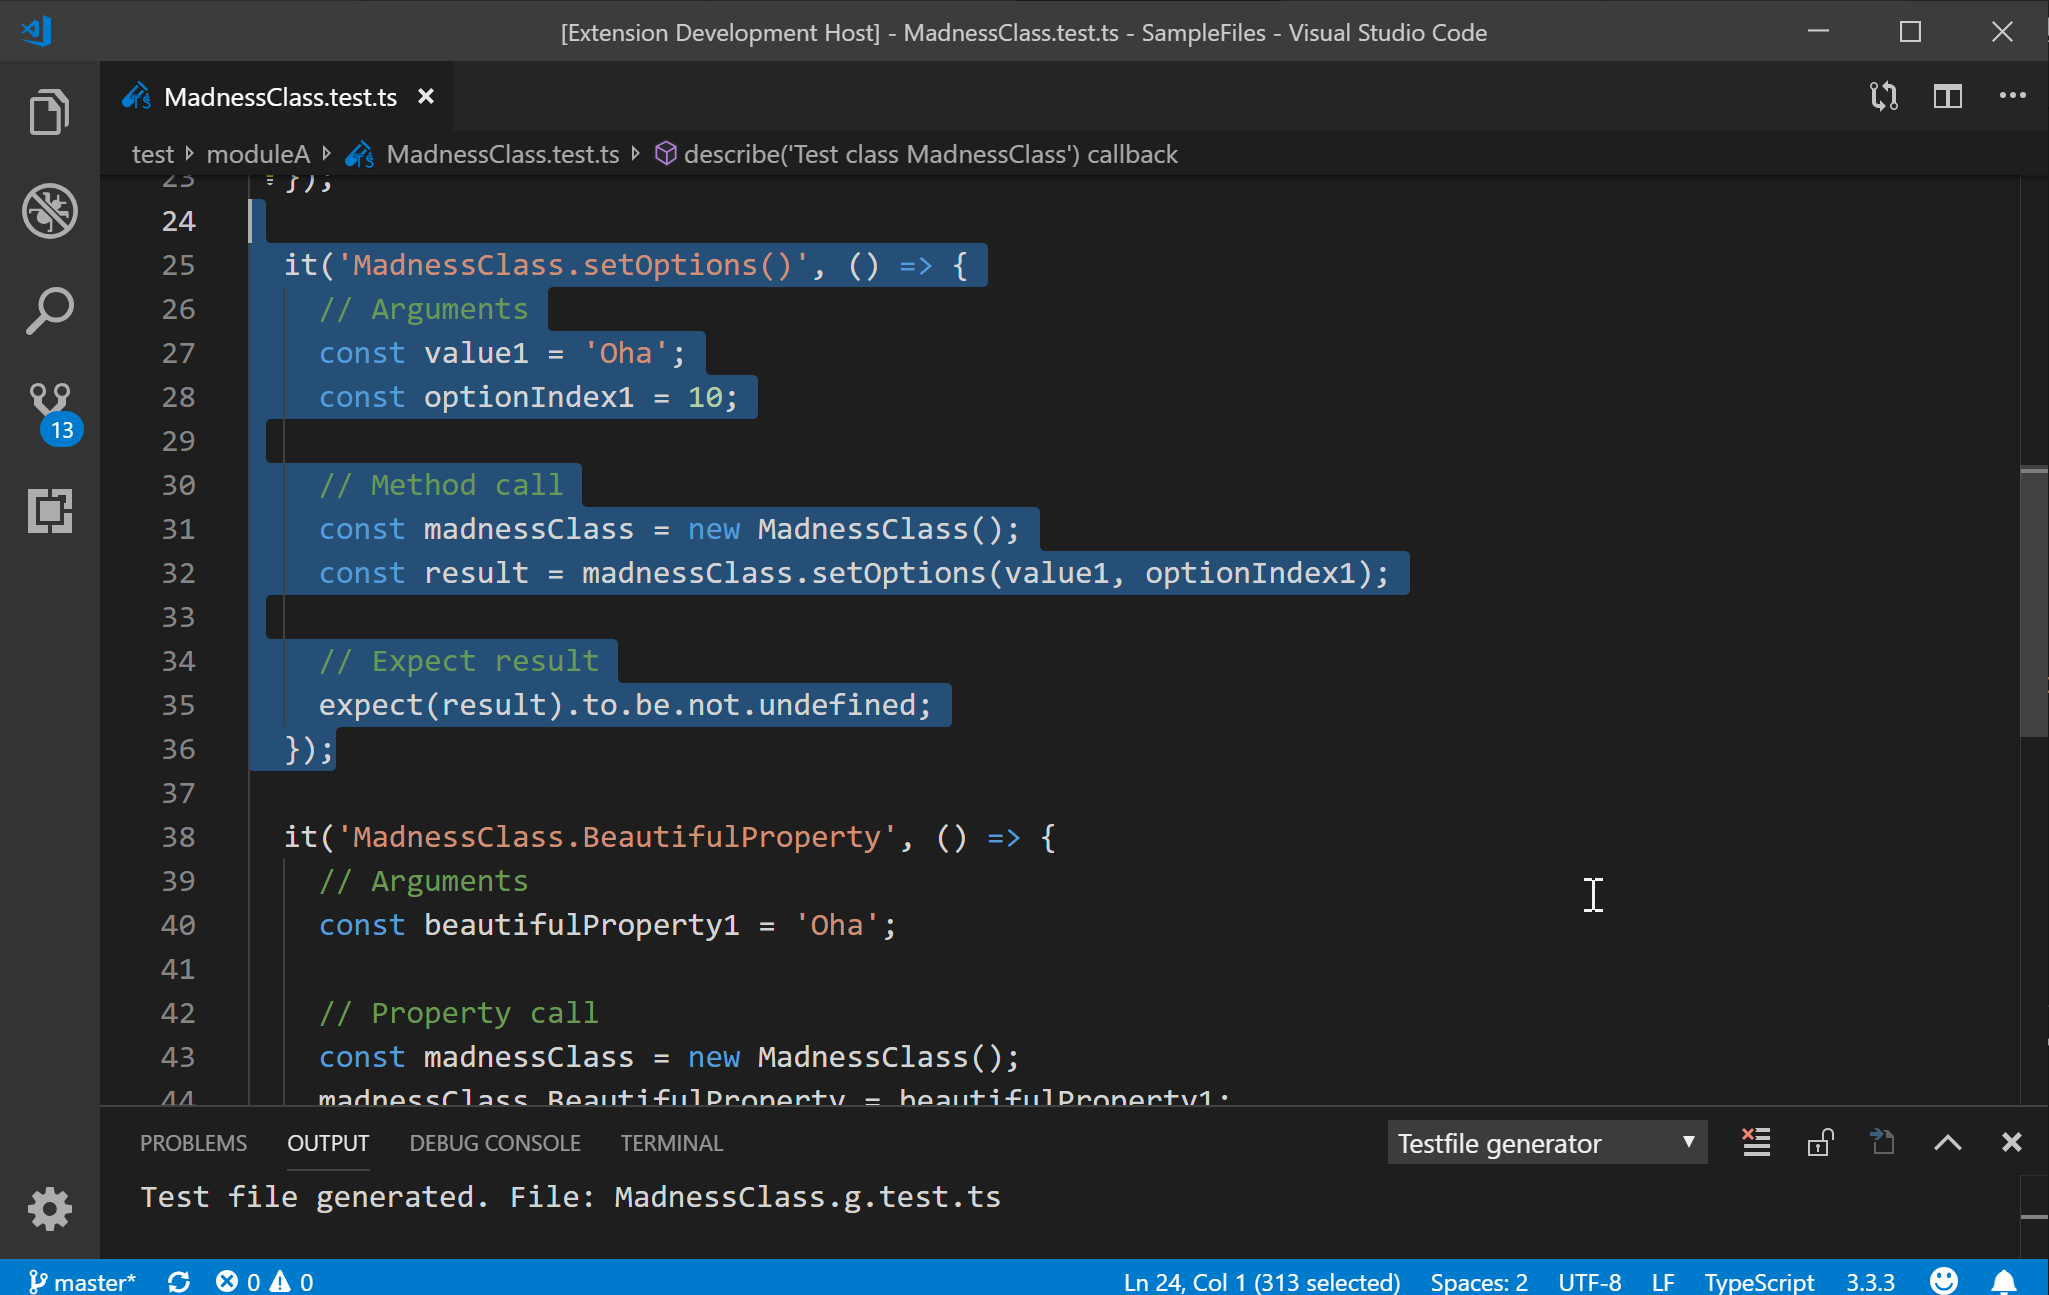 [Extension Development Host] - MadnessClass.test.ts - SampleFiles - Visual Studio Code
TS MadnessClass.test.ts
test moduleA TS MadnessClass.test.ts describe('Test class MadnessClass') callback
23 });
24
25 it('MadnessClass.setOptions()', () => {
26 // Arguments
27 const value1 = 'Oha';
28 const optionIndex1 = 10;
29
30 // Method call
31 const madnessClass = new MadnessClass();
32 const result = madnessClass.setOptions(value1, optionIndex1);
33
34 // Expect result
35 expect(result).to.be.not.undefined;
36 });
37
38 it('MadnessClass.BeautifulProperty', () => {
39 // Arguments
40 const beautifulProperty1 = 'Oha';
41
42 // Property call
43 const madnessClass = new MadnessClass();
44 madnessClass.BeautifulProperty = beautifulProperty1;
13
PROBLEMS OUTPUT DEBUG CONSOLE TERMINAL Testfile generator
Test file generated. File: MadnessClass.g.test.ts
master* 0 0 Ln 24, Col 1 (313 selected) Spaces: 2 UTF-8 LF TypeScript 3.3.3